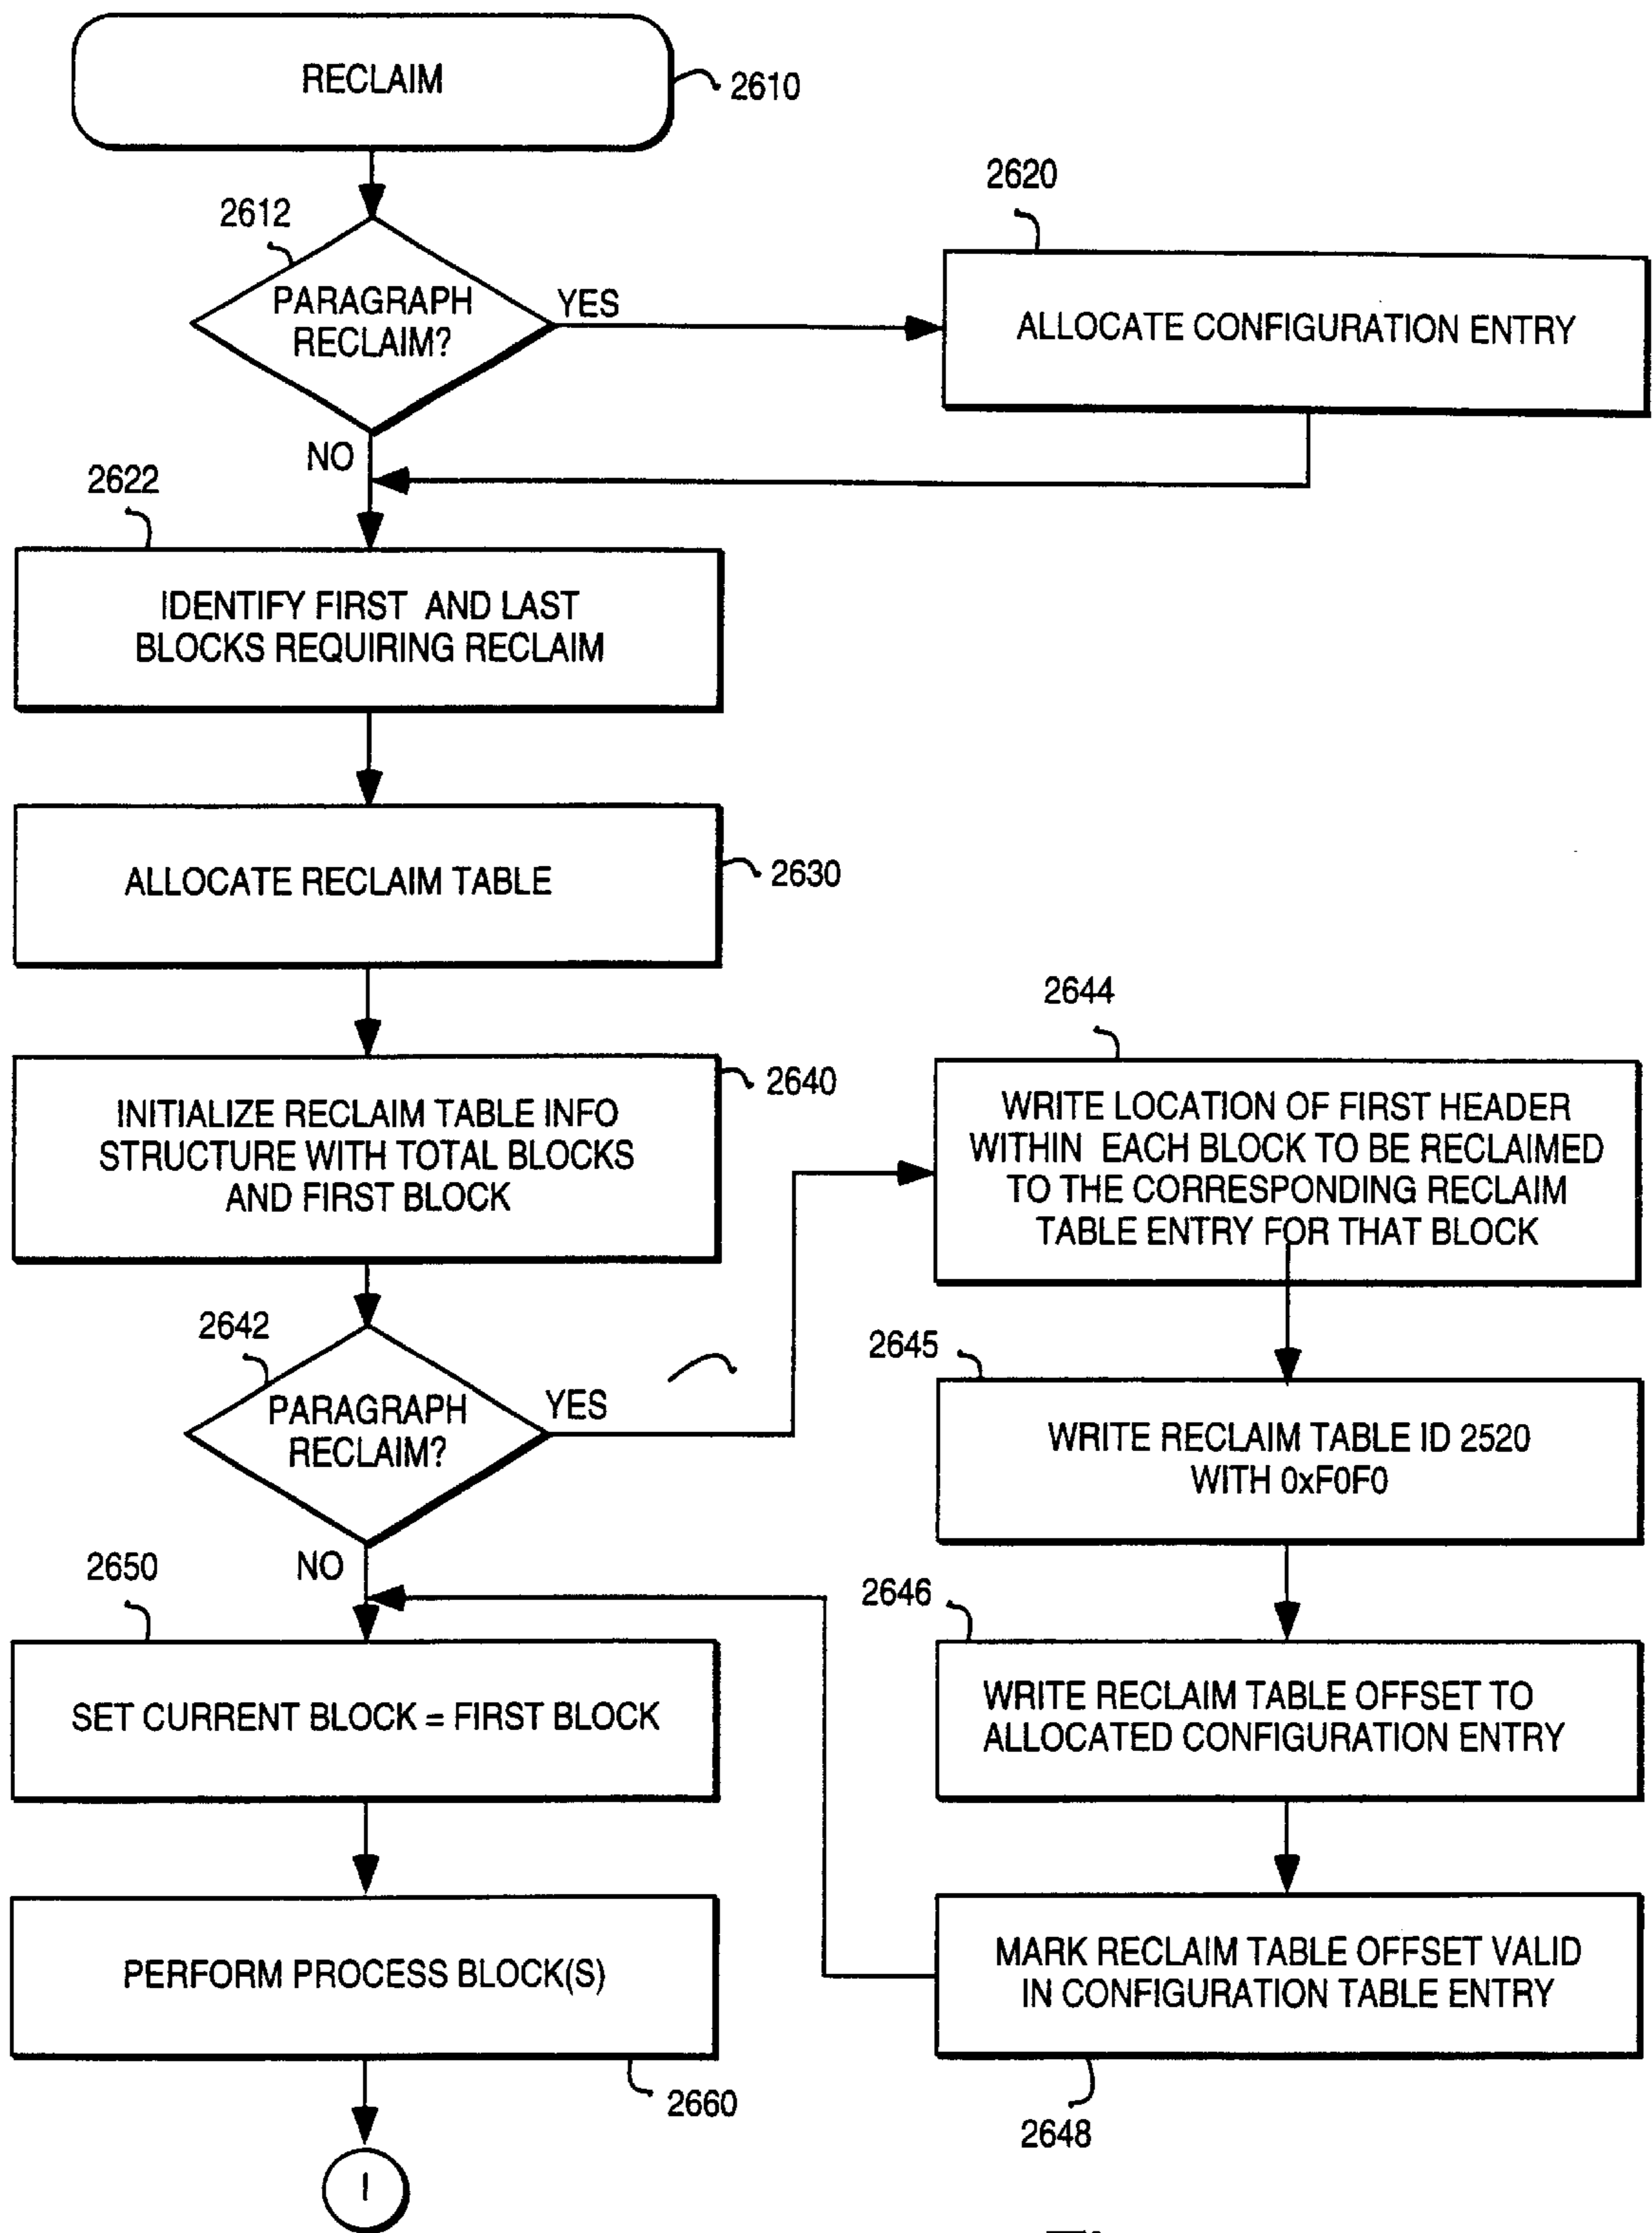 RECLAIM
2610
2612
PARAGRAPH
RECLAIM?
YES
NO
2620
ALLOCATE CONFIGURATION ENTRY
2622
IDENTIFY FIRST AND LAST
BLOCKS REQUIRING RECLAIM
ALLOCATE RECLAIM TABLE
2630
INITIALIZE RECLAIM TABLE INFO
STRUCTURE WITH TOTAL BLOCKS
AND FIRST BLOCK
2640
2642
PARAGRAPH
RECLAIM?
YES
NO
2644
WRITE LOCATION OF FIRST HEADER
WITHIN EACH BLOCK TO BE RECLAIMED
TO THE CORRESPONDING RECLAIM
TABLE ENTRY FOR THAT BLOCK
2645
WRITE RECLAIM TABLE ID 2520
WITH 0xF0F0
2646
WRITE RECLAIM TABLE OFFSET TO
ALLOCATED CONFIGURATION ENTRY
MARK RECLAIM TABLE OFFSET VALID
IN CONFIGURATION TABLE ENTRY
2648
2650
SET CURRENT BLOCK = FIRST BLOCK
PERFORM PROCESS BLOCK(S)
2660
I